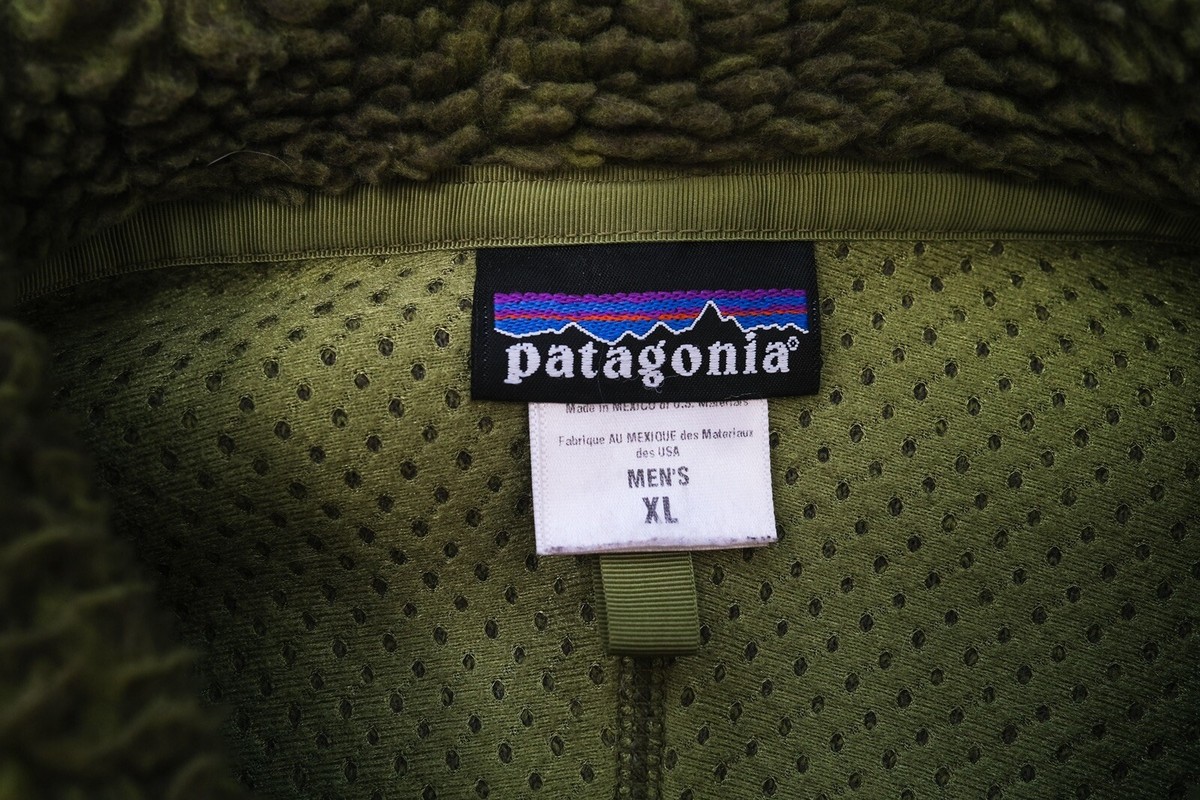 patagonia®
Made in MEXICO of U.S. Materials
Fabrique AU MEXIQUE des Materiaux
des USA
MEN'S
XL